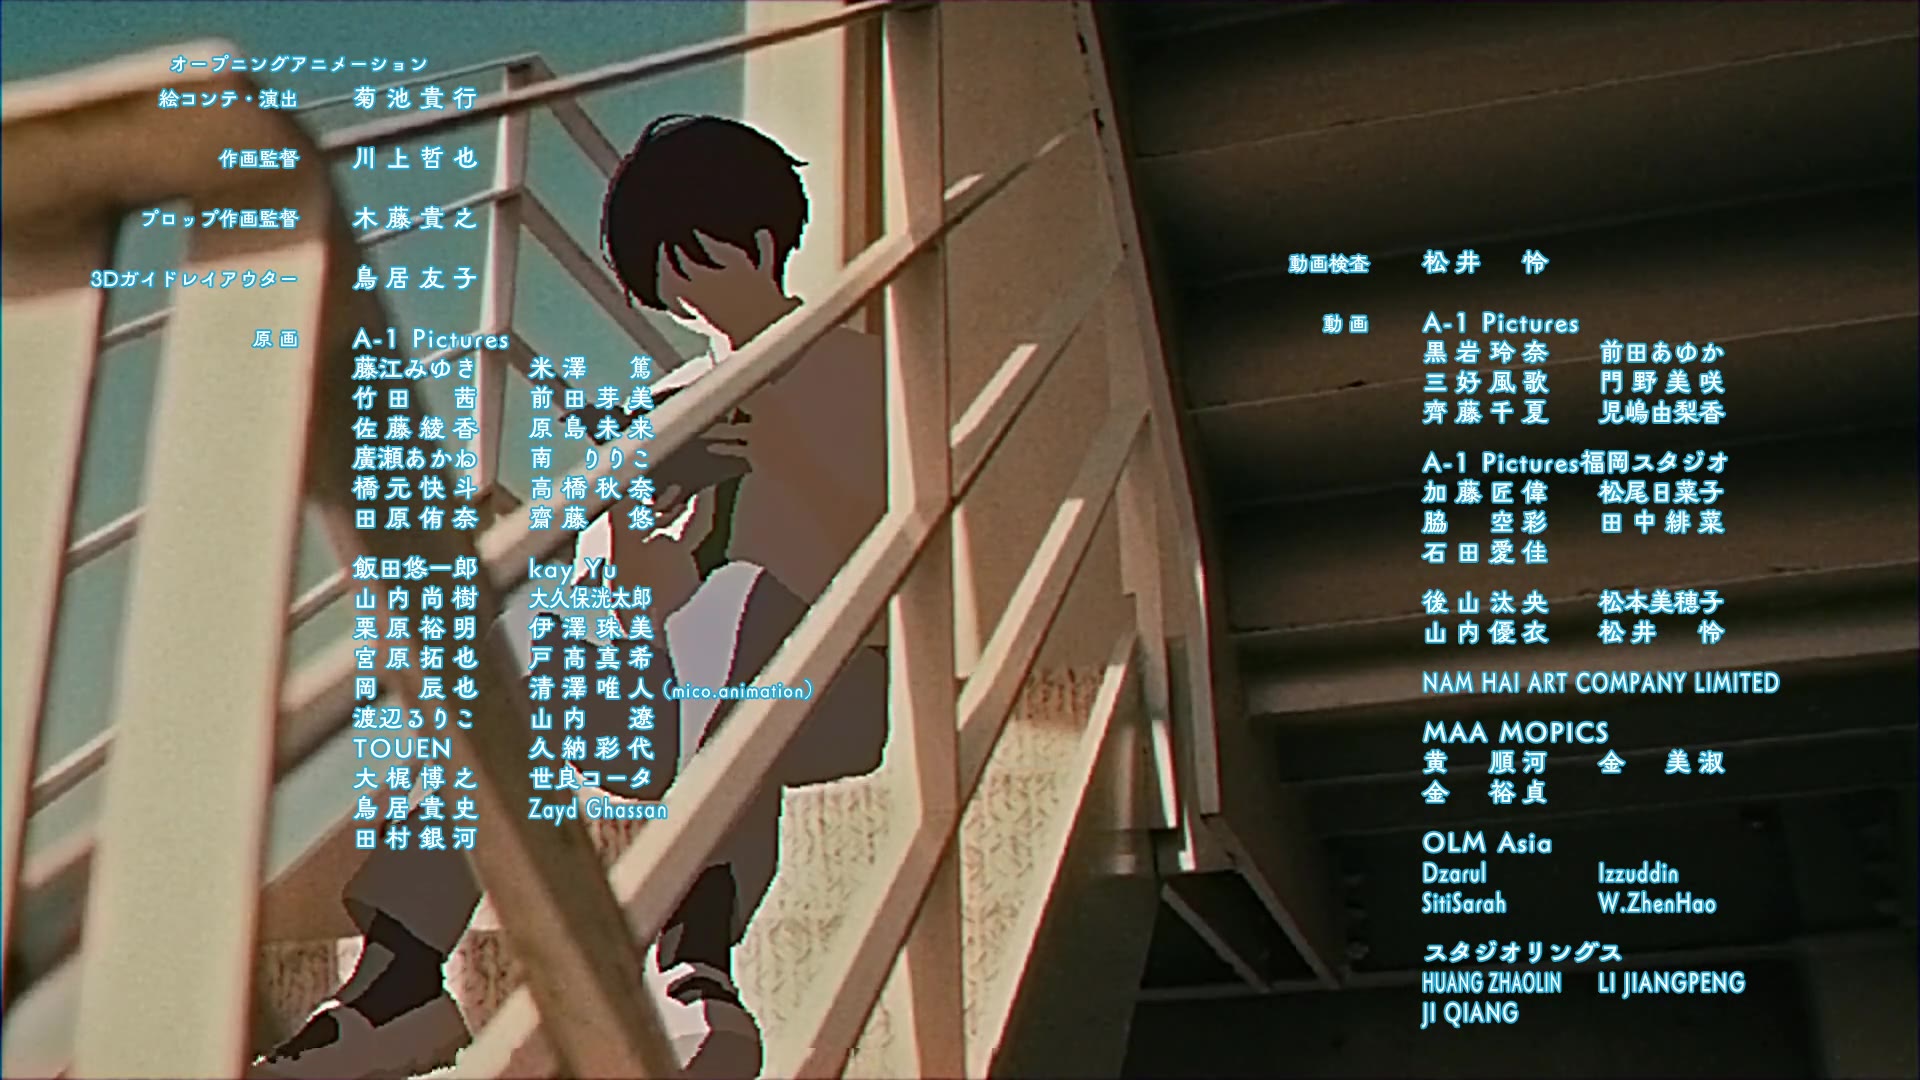 オープニングアニメーション
絵コンテ・演出 菊池貴行
作画監督 川上哲也
プロップ作画監督 木藤貴之
3Dガイドレイアウター 鳥居友子
原画 A-1 Pictures
藤江みゆき 米澤 篤
竹田 茜 前田芽美
佐藤綾香 原島未来
廣瀬あかね 南 りりこ
橋元快斗 高橋秋奈
田原侑奈 齋藤 悠
飯田悠一郎 kay Yu
山内尚樹 大久保洸太郎
栗原裕明 伊澤珠美
宮原拓也 戸髙真希
岡 辰也 清澤唯人(mico.animation)
渡辺るりこ 山内 遼
TOUEN 久納彩代
大梶博之 世良コータ
鳥居貴史 Zayd Ghassan
田村銀河
動画検査 松井 怜
動画 A-1 Pictures
黒岩玲奈 前田あゆか
三好風歌 門野美咲
齊藤千夏 児嶋由梨香
A-1 Pictures福岡スタジオ
加藤匠偉 松尾日菜子
脇 空彩 田中緋菜
石田愛佳
後山汰央 松本美穂子
山内優衣 松井 怜
NAM HAI ART COMPANY LIMITED
MAA MOPICS
黄 順河 金 美淑
金 裕貞
OLM Asia
Dzarul Izzuddin
SitiSarah W.ZhenHao
スタジオリングス
HUANG ZHAOLIN LI JIANGPENG
JI QIANG